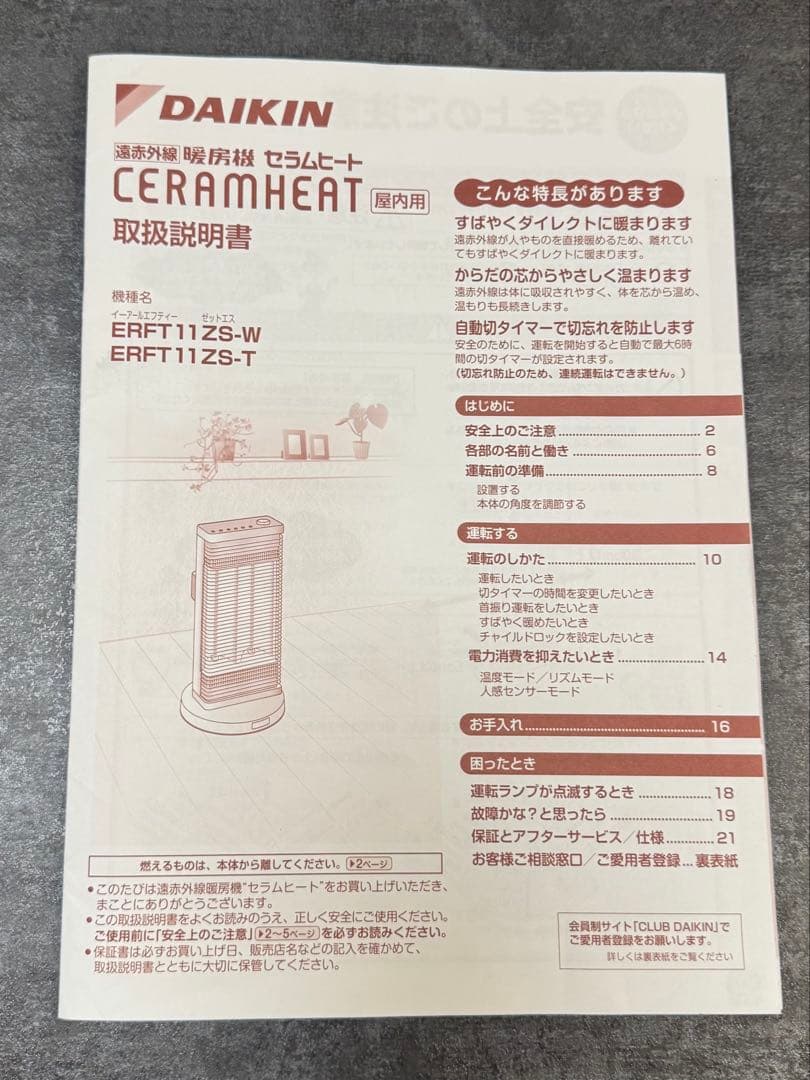 DAIKIN
遠赤外線 暖房機 セラムヒート
CERAMHEAT 屋内用
取扱説明書
機種名
イーアールエフティー ゼットエス
ERFT11ZS-W
ERFT11ZS-T
燃えるものは、本体から離してください。▶2ページ
●このたびは遠赤外線暖房機“セラムヒート”をお買い上げいただき、
まことにありがとうございます。
●この取扱説明書をよくお読みのうえ、正しく安全にご使用ください。
ご使用前に「安全上のご注意」▶2〜5ページを必ずお読みください。
●保証書は必ずお買い上げ日、販売店名などの記入を確かめて、
取扱説明書とともに大切に保管してください。
こんな特長があります
すばやくダイレクトに暖まります
遠赤外線が人やものを直接暖めるため、離れてい
てもすばやくダイレクトに暖まります。
からだの芯からやさしく温まります
遠赤外線は体に吸収されやすく、体を芯から温め、
温もりも長続きします。
自動切タイマーで切忘れを防止します
安全のために、運転を開始すると自動で最大6時
間の切タイマーが設定されます。
(切忘れ防止のため、連続運転はできません。)
はじめに
安全上のご注意 2
各部の名前と働き 6
運転前の準備 8
設置する
本体の角度を調節する
運転する
運転のしかた 10
運転したいとき
切タイマーの時間を変更したいとき
首振り運転をしたいとき
すばやく暖めたいとき
チャイルドロックを設定したいとき
電力消費を抑えたいとき 14
温度モード/リズムモード
人感センサーモード
お手入れ 16
困ったとき
運転ランプが点滅するとき 18
故障かな?と思ったら 19
保証とアフターサービス/仕様 21
お客様ご相談窓口/ご愛用者登録…裏表紙
会員制サイト「CLUB DAIKIN」で
ご愛用者登録をお願いします。
詳しくは裏表紙をご覧ください